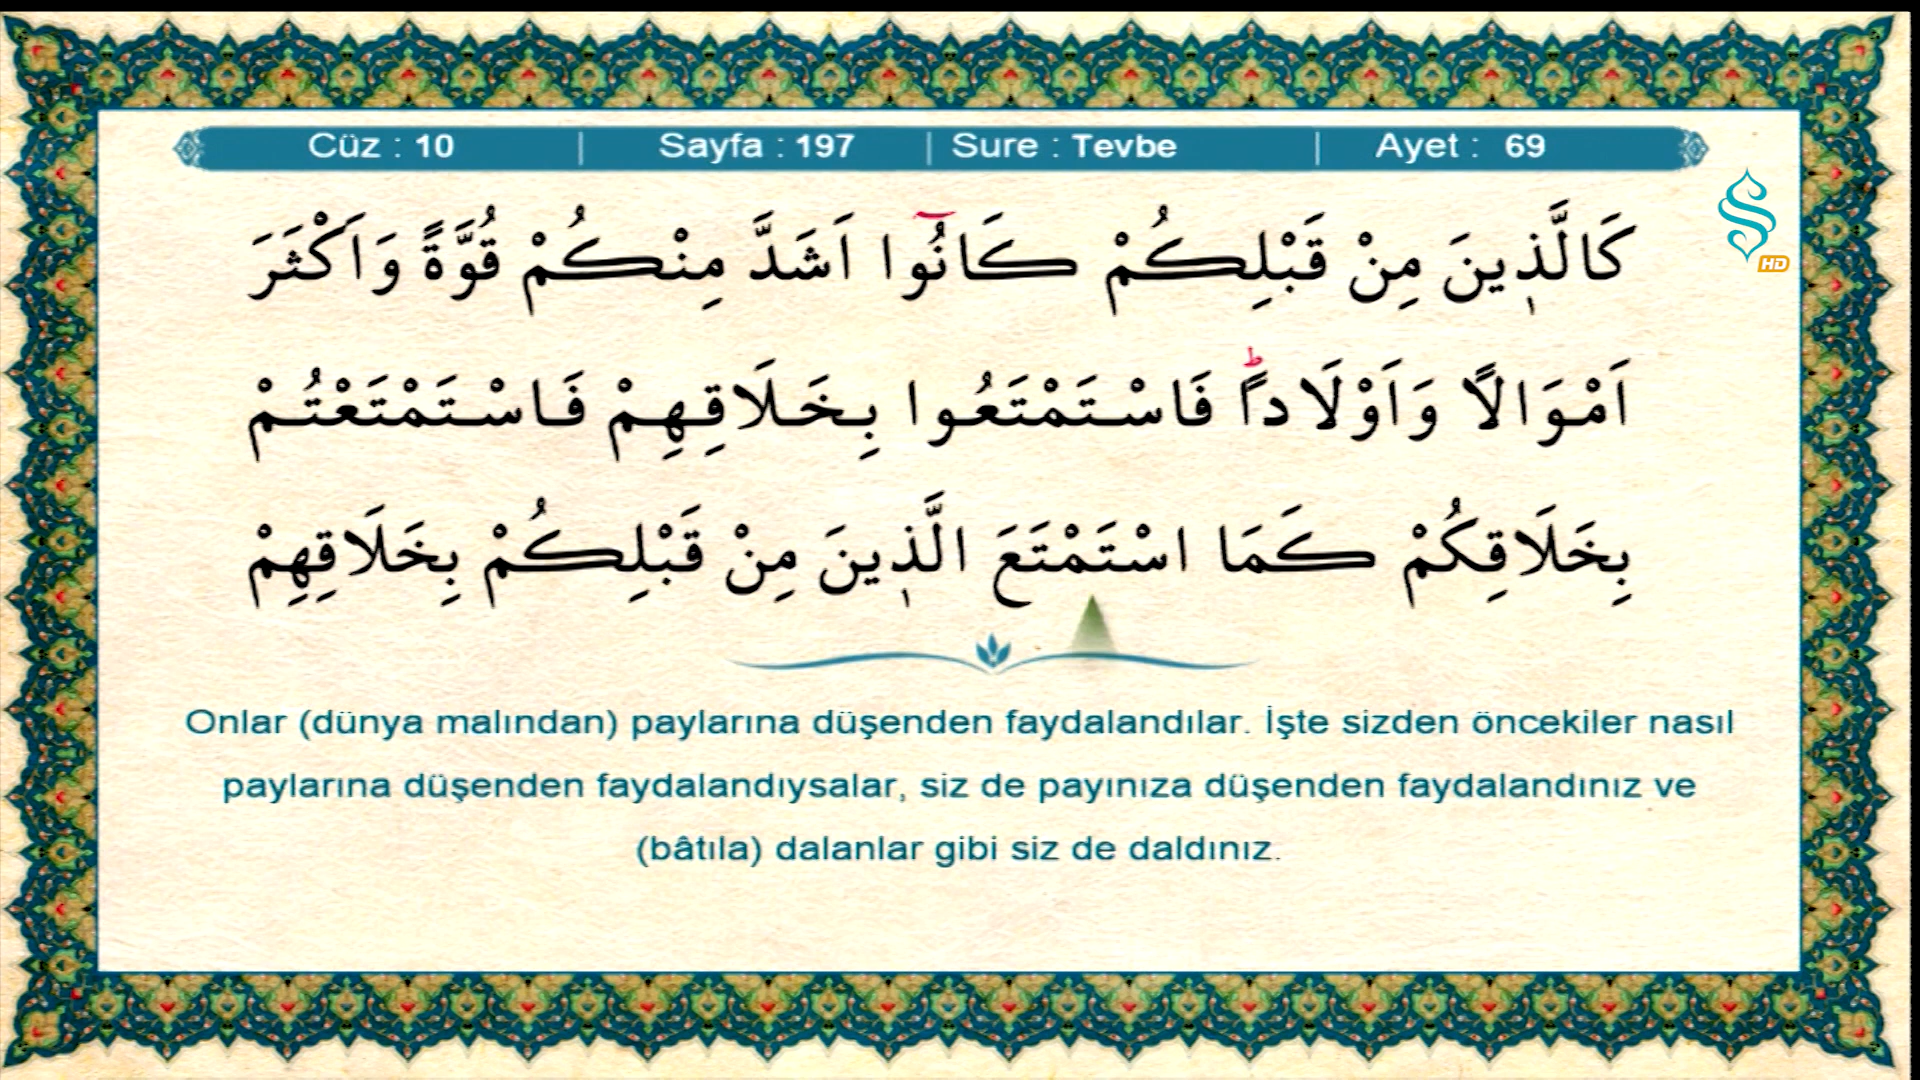 Cüz : 10 | Sayfa : 197 | Sure : Tevbe | Ayet : 69
كَالَّذ۪ينَ مِنْ قَبْلِكُمْ كَانُٓوا اَشَدَّ مِنْكُمْ قُوَّةً وَاَكْثَرَ
اَمْوَالًا وَاَوْلَادًاۜ فَاسْتَمْتَعُوا بِخَلَاقِهِمْ فَاسْتَمْتَعْتُمْ
بِخَلَاقِكُمْ كَمَا اسْتَمْتَعَ الَّذ۪ينَ مِنْ قَبْلِكُمْ بِخَلَاقِهِمْ
Onlar (dünya malından) paylarına düşenden faydalandılar. İşte sizden öncekiler nasıl
paylarına düşenden faydalandıysalar, siz de payınıza düşenden faydalandınız ve
(bâtıla) dalanlar gibi siz de daldınız.
HD